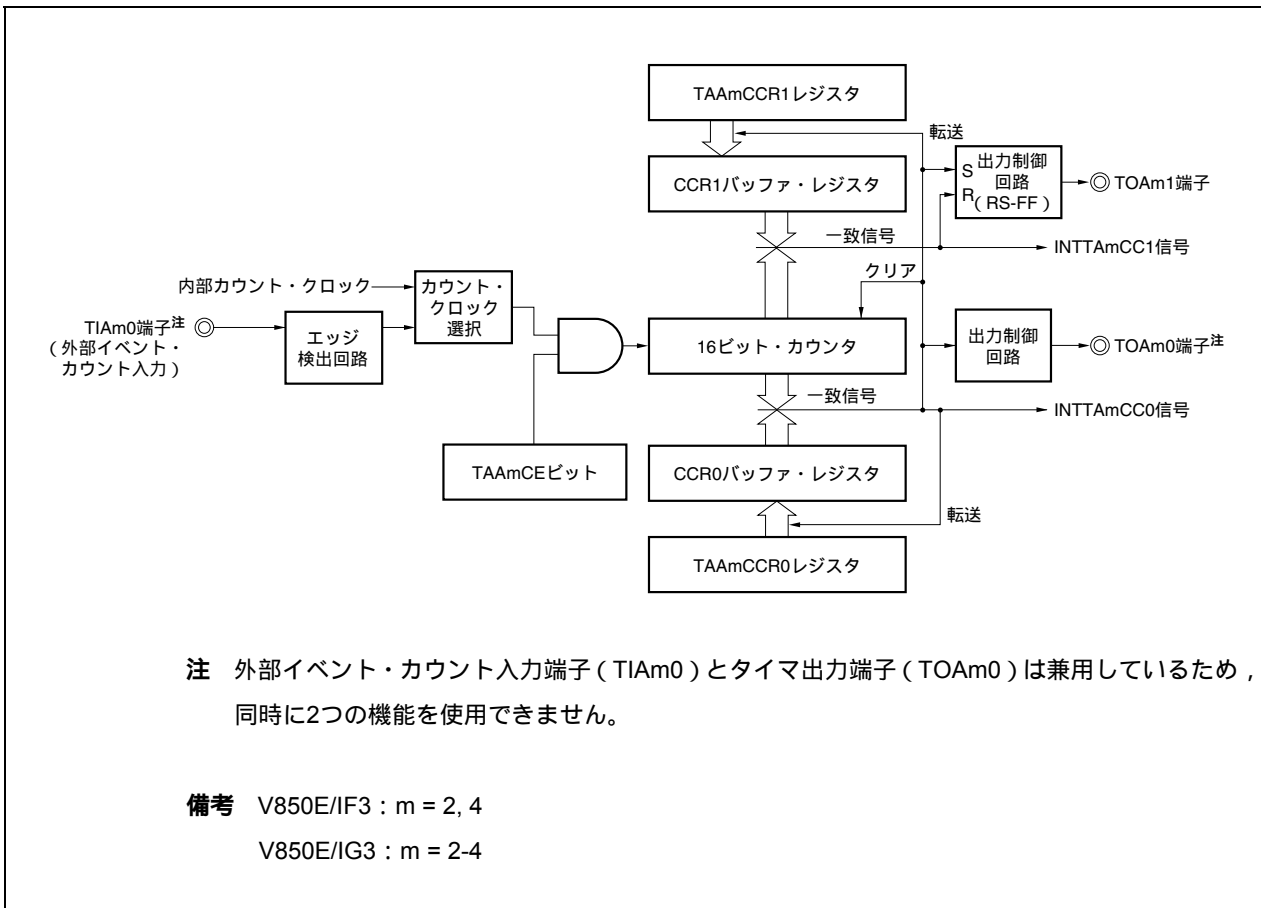 TAAmCCR1レジスタ
転送
CCR1バッファ・レジスタ
S 出力制御
回路
R ( RS-FF )
TOAm1端子
一致信号
INTTAmCC1信号
クリア
内部カウント・クロック
カウント・
クロック
選択
TIAm0端子注
( 外部イベント・
カウント入力 )
エッジ
検出回路
16ビット・カウンタ
出力制御
回路
TOAm0端子注
一致信号
INTTAmCC0信号
TAAmCEビット
CCR0バッファ・レジスタ
転送
TAAmCCR0レジスタ
注 外部イベント・カウント入力端子 ( TIAm0 ) とタイマ出力端子 ( TOAm0 ) は兼用しているため ,
同時に2つの機能を使用できません。
備考 V850E/IF3 : m = 2, 4
V850E/IG3 : m = 2-4